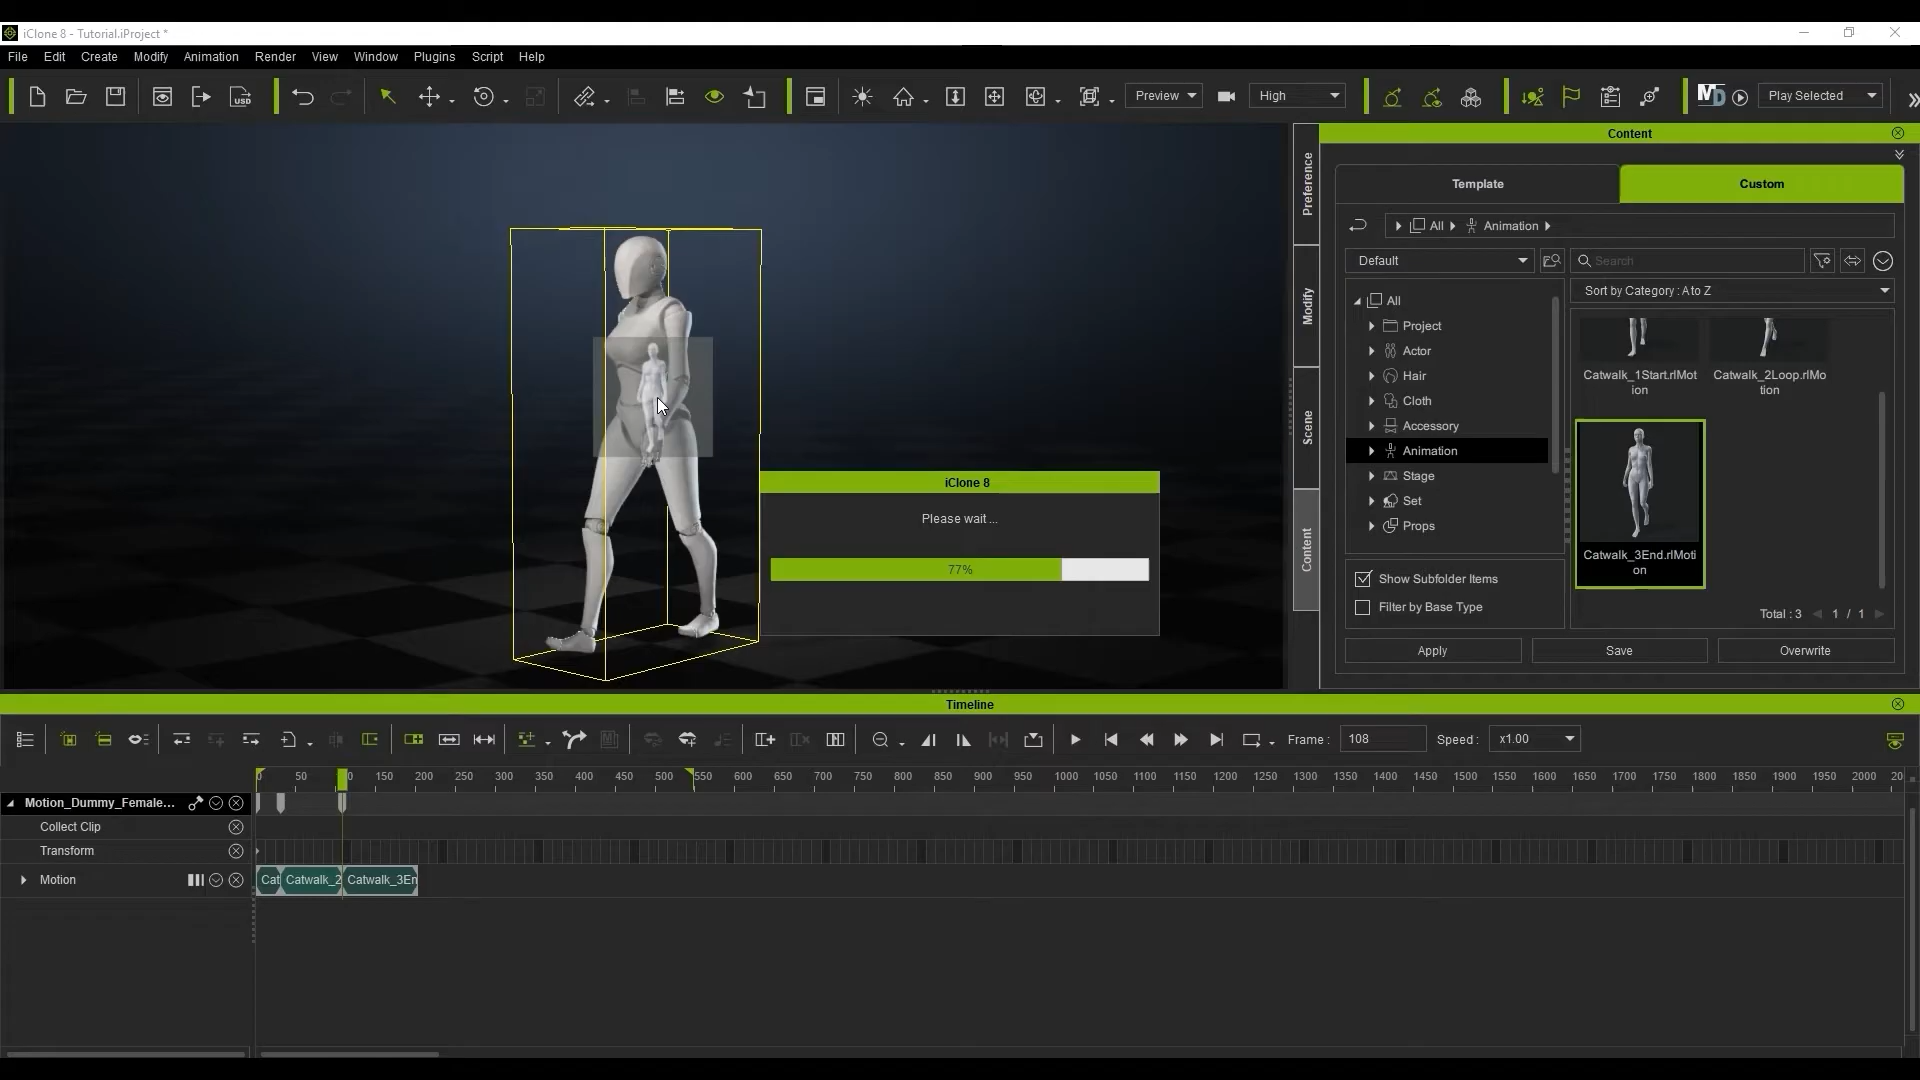 iClone 8 - Tutorial.iProject *
File Edit Create Modify Animation Render View Window Plugins Script Help
USD
Preview
High
MD
Play Selected
Content
Preference
Modify
Scene
Content
Template
Custom
All Animation
Default
Search
Sort by Category : A to Z
All
Project
Actor
Hair
Cloth
Accessory
Animation
Stage
Set
Props
Show Subfolder Items
Filter by Base Type
Catwalk_1Start.rlMot
ion
Catwalk_2Loop.rlMo
tion
Catwalk_3End.rlMoti
on
Total : 3 1 / 1
Apply
Save
Overwrite
iClone 8
Please wait ...
77%
Timeline
Frame : 108 Speed : x1.00
0 50 150 200 250 300 350 400 450 500 550 600 650 700 750 800 850 900 950 1000 1050 1100 1150 1200 1250 1300 1350 1400 1450 1500 1550 1600 1650 1700 1750 1800 1850 1900 1950 2000 20
Motion_Dummy_Female...
Collect Clip
Transform
Motion
Cat Catwalk_2 Catwalk_3En